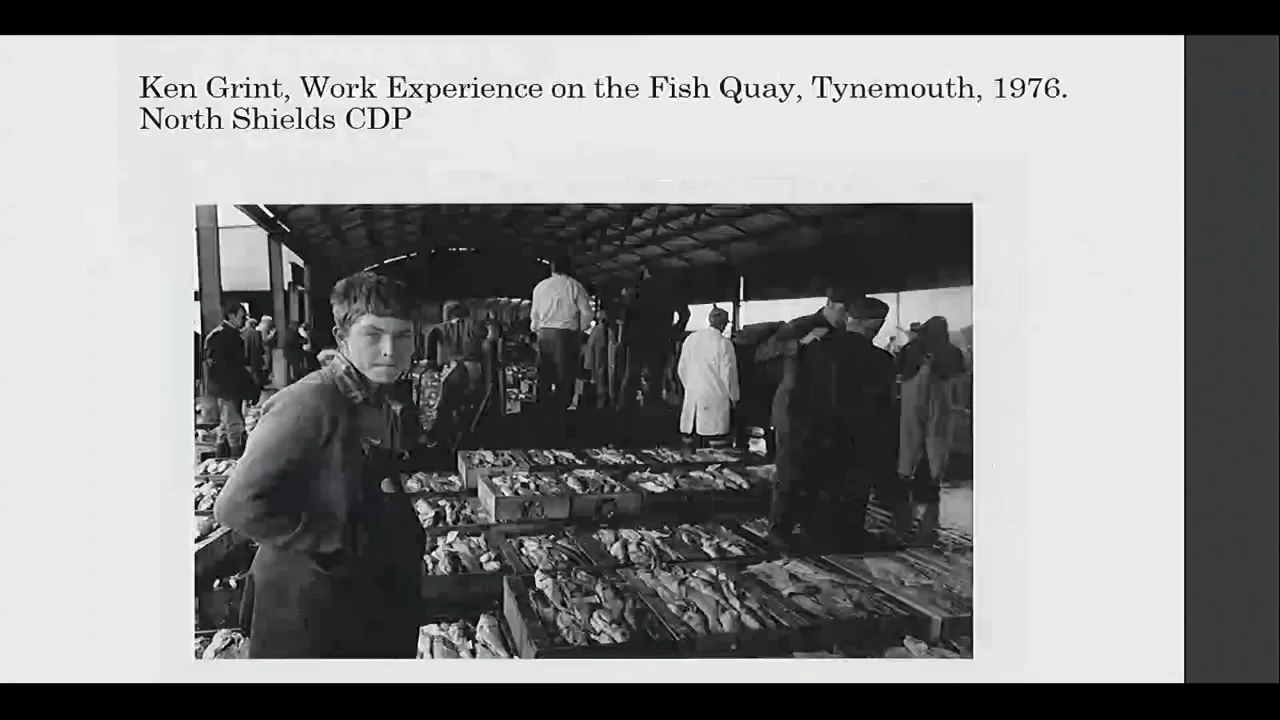 Ken Grint, Work Experience on the Fish Quay, Tynemouth, 1976.
North Shields CDP